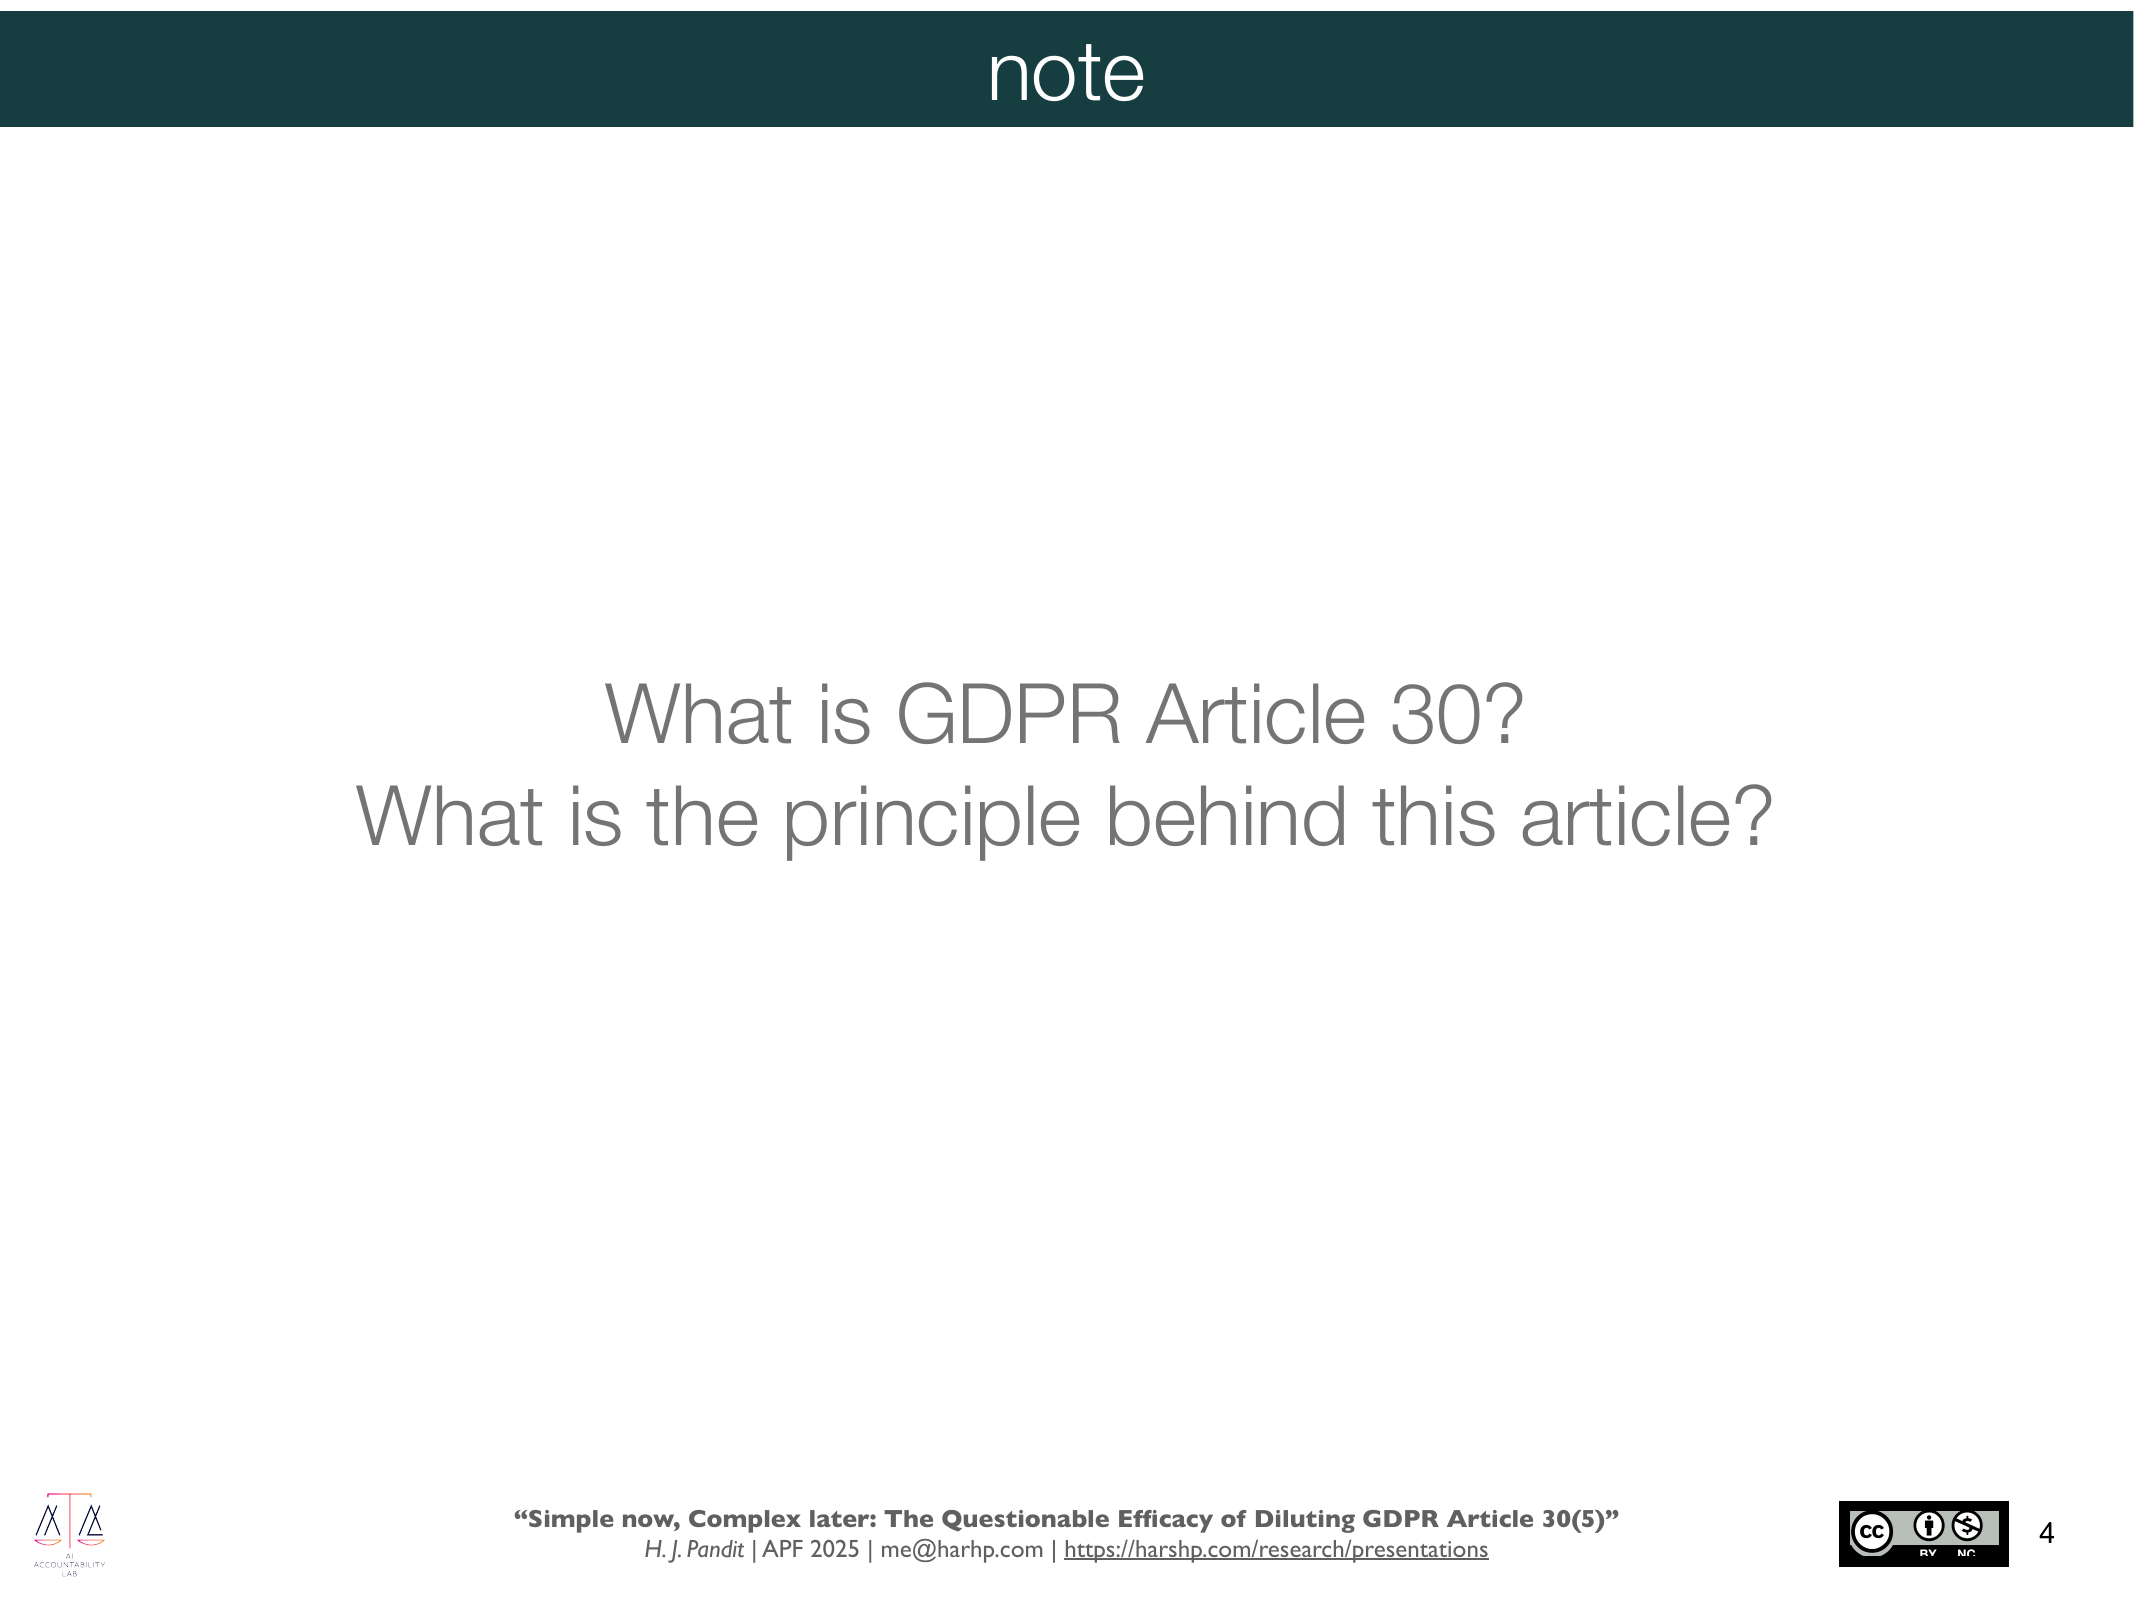 note
What is GDPR Article 30?
What is the principle behind this article?
AI
ACCOUNTABILITY
LAB
“Simple now, Complex later: The Questionable Efficacy of Diluting GDPR Article 30(5)”
H. J. Pandit | APF 2025 | me@harhp.com | https://harshp.com/research/presentations
cc
BY NC
4